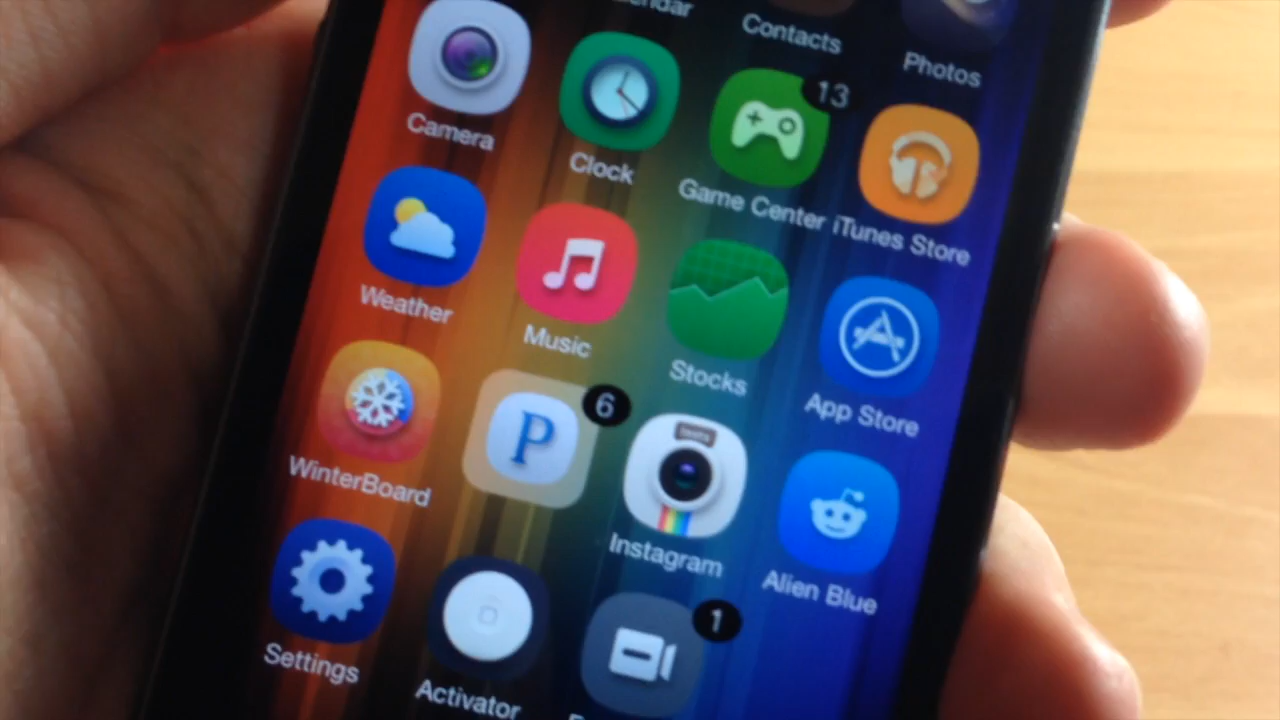 Contacts
Photos
Camera
Clock
13
Game Center
iTunes Store
Weather
Music
Stocks
App Store
WinterBoard
P
6
Instagram
Alien Blue
Settings
Activator
1